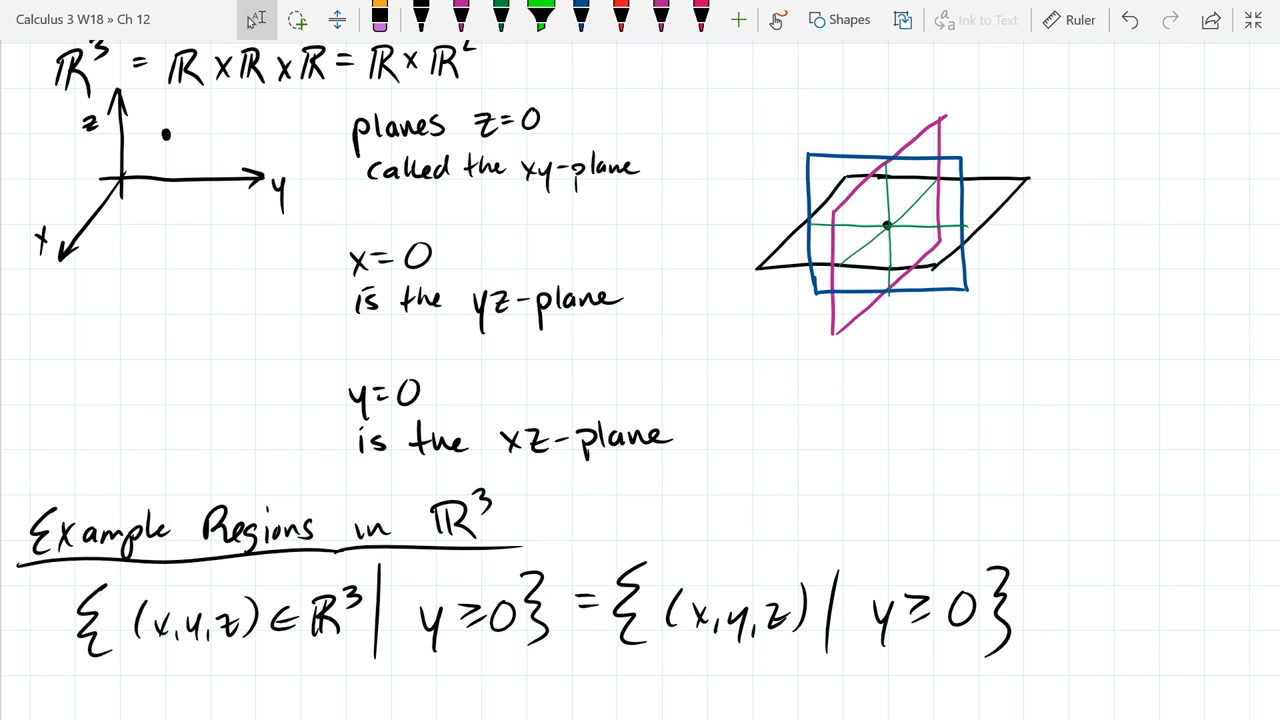 Calculus 3 W18 » Ch 12
Ink to Text
Shapes
Ruler
ℝ³ = ℝ × ℝ × ℝ = ℝ × ℝ²
z
y
x
planes z=0
called the xy-plane
x=0
is the yz-plane
y=0
is the xz-plane
Example Regions in ℝ³
{(x,y,z) ∈ ℝ³ | y ≥ 0} = {(x,y,z) | y ≥ 0}